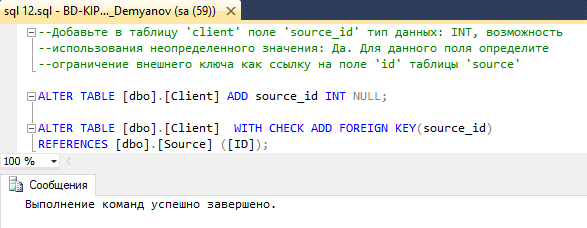 sql 12.sql - BD-KIP..._Demyanov (sa (59))
--Добавьте в таблицу 'client' поле 'source_id' тип данных: INT, возможность
--использования неопределенного значения: Да. Для данного поля определите
--ограничение внешнего ключа как ссылку на поле 'id' таблицы 'source'
ALTER TABLE [dbo].[Client] ADD source_id INT NULL;
ALTER TABLE [dbo].[Client]  WITH CHECK ADD FOREIGN KEY(source_id)
REFERENCES [dbo].[Source] ([ID]);
100 %
Сообщения
Выполнение команд успешно завершено.